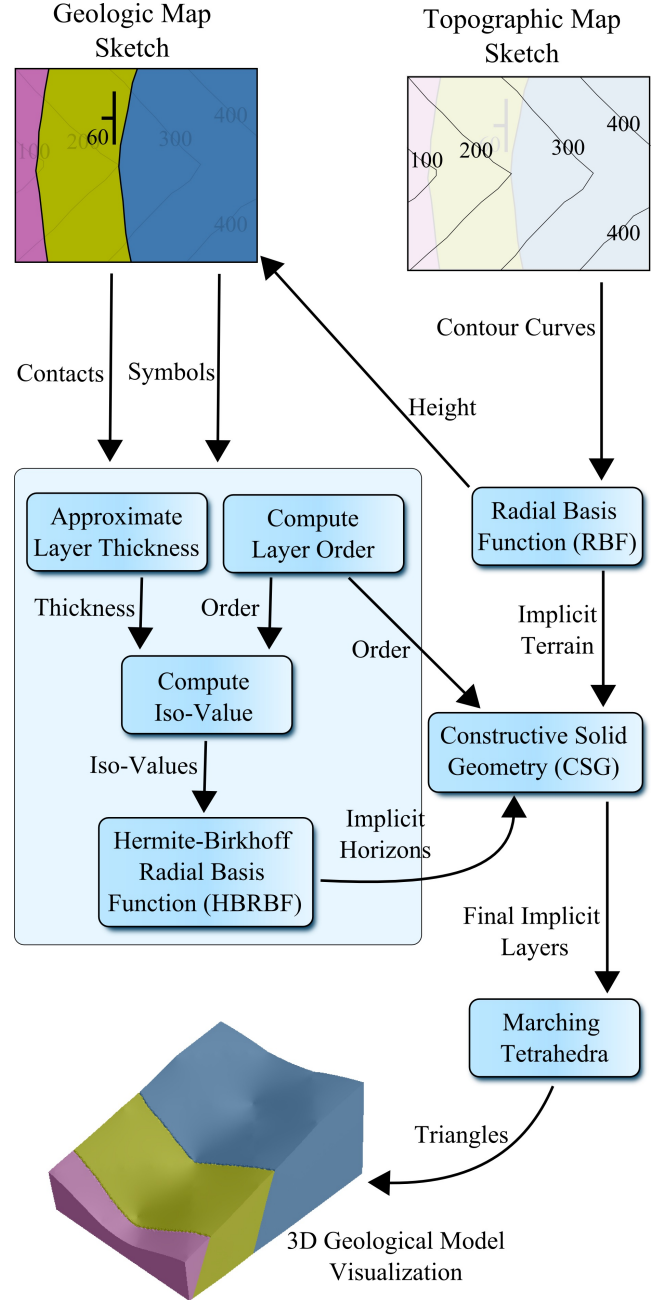 Geologic Map
Sketch
Topographic Map
Sketch
60
100
200
300
400
400
60
100
200
300
400
400
Contour Curves
Contacts
Symbols
Height
Approximate
Layer Thickness
Compute
Layer Order
Radial Basis
Function (RBF)
Thickness
Order
Order
Implicit
Terrain
Compute
Iso-Value
Constructive Solid
Geometry (CSG)
Iso-Values
Hermite-Birkhoff
Radial Basis
Function (HBRBF)
Implicit
Horizons
Final Implicit
Layers
Marching
Tetrahedra
Triangles
3D Geological Model
Visualization